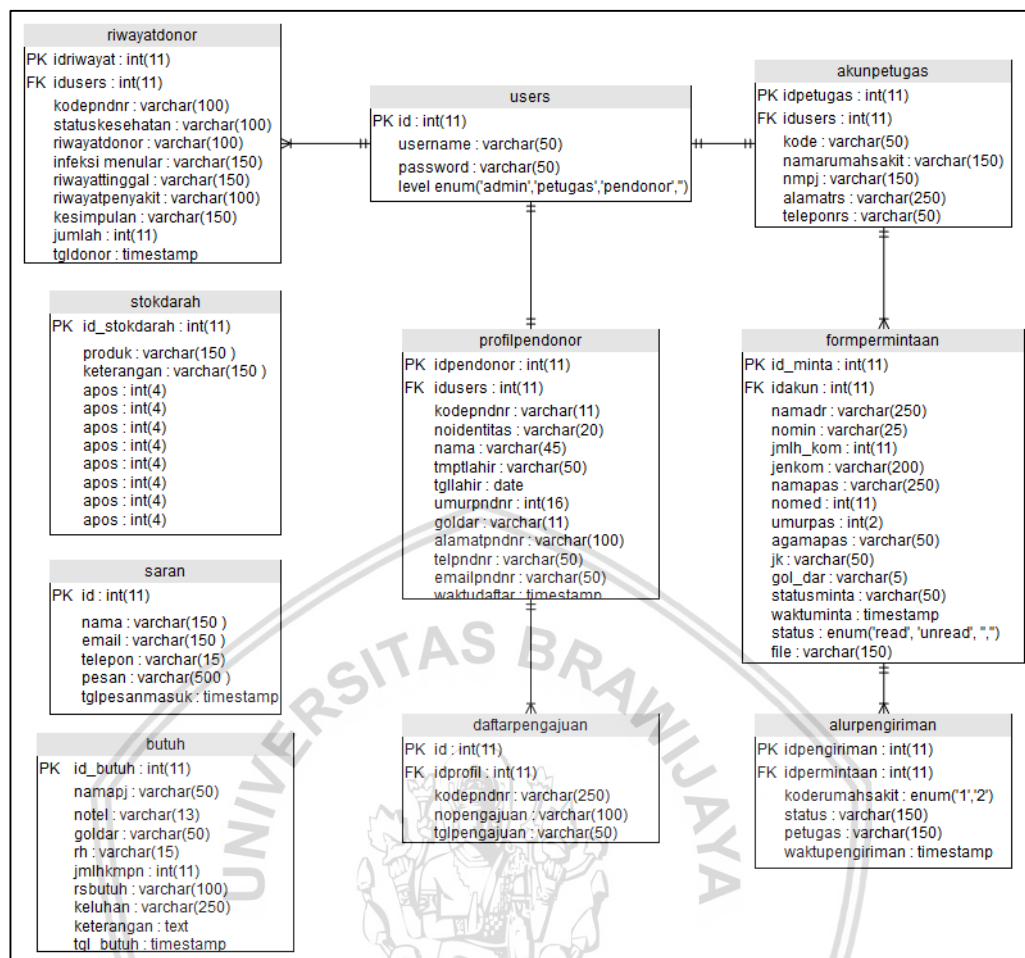 riwayatdonor
PK idriwayat : int(11)
FK idusers : int(11)
kodepndnr : varchar(100)
statuskesehatan : varchar(100)
riwayatdonor : varchar(100)
infeksi menular : varchar(150)
riwayattinggal : varchar(150)
riwayatpenyakit : varchar(100)
kesimpulan : varchar(150)
jumlah : int(11)
tgldonor : timestamp
users
PK id : int(11)
username : varchar(50)
password : varchar(50)
level enum('admin','petugas','pendonor','')
akunpetugas
PK idpetugas : int(11)
FK idusers : int(11)
kode : varchar(50)
namarumahsakit : varchar(150)
nmpj : varchar(150)
alamatrs : varchar(250)
teleponrs : varchar(50)
stokdarah
PK id_stokdarah : int(11)
produk : varchar(150 )
keterangan : varchar(150 )
apos : int(4)
apos : int(4)
apos : int(4)
apos : int(4)
apos : int(4)
apos : int(4)
apos : int(4)
apos : int(4)
profilpendonor
PK idpendonor : int(11)
FK idusers : int(11)
kodepndnr : varchar(11)
noidentitas : varchar(20)
nama : varchar(45)
tmptlahir : varchar(50)
tgllahir : date
umurpndnr : int(16)
goldar : varchar(11)
alamatpndnr : varchar(100)
telpndnr : varchar(50)
emailpndnr : varchar(50)
waktudaftar : timestamp
formpermintaan
PK id_minta : int(11)
FK idakun : int(11)
namadr : varchar(250)
nomin : varchar(25)
jmlh_kom : int(11)
jenkom : varchar(200)
namapas : varchar(250)
nomed : int(11)
umurpas : int(2)
agamapas : varchar(50)
jk : varchar(50)
gol_dar : varchar(5)
statusminta : varchar(50)
waktuminta : timestamp
status : enum('read', 'unread', '','')
file : varchar(150)
saran
PK id : int(11)
nama : varchar(150 )
email : varchar(150 )
telepon : varchar(15)
pesan : varchar(500 )
tglpesanmasuk : timestamp
butuh
PK id_butuh : int(11)
namapj : varchar(50)
notel : varchar(13)
goldar : varchar(50)
rh : varchar(15)
jmlhkmpn : int(11)
rsbutuh : varchar(100)
keluhan : varchar(250)
keterangan : text
tgl_butuh : timestamp
daftarpengajuan
PK id : int(11)
FK idprofil : int(11)
kodepndnr : varchar(250)
nopengajuan : varchar(100)
tglpengajuan : varchar(50)
alurpengiriman
PK idpengiriman : int(11)
FK idpermintaan : int(11)
koderumahsakit : enum('1','2')
status : varchar(150)
petugas : varchar(150)
waktupengiriman : timestamp
UNIVERSITAS BRAWIJAYA